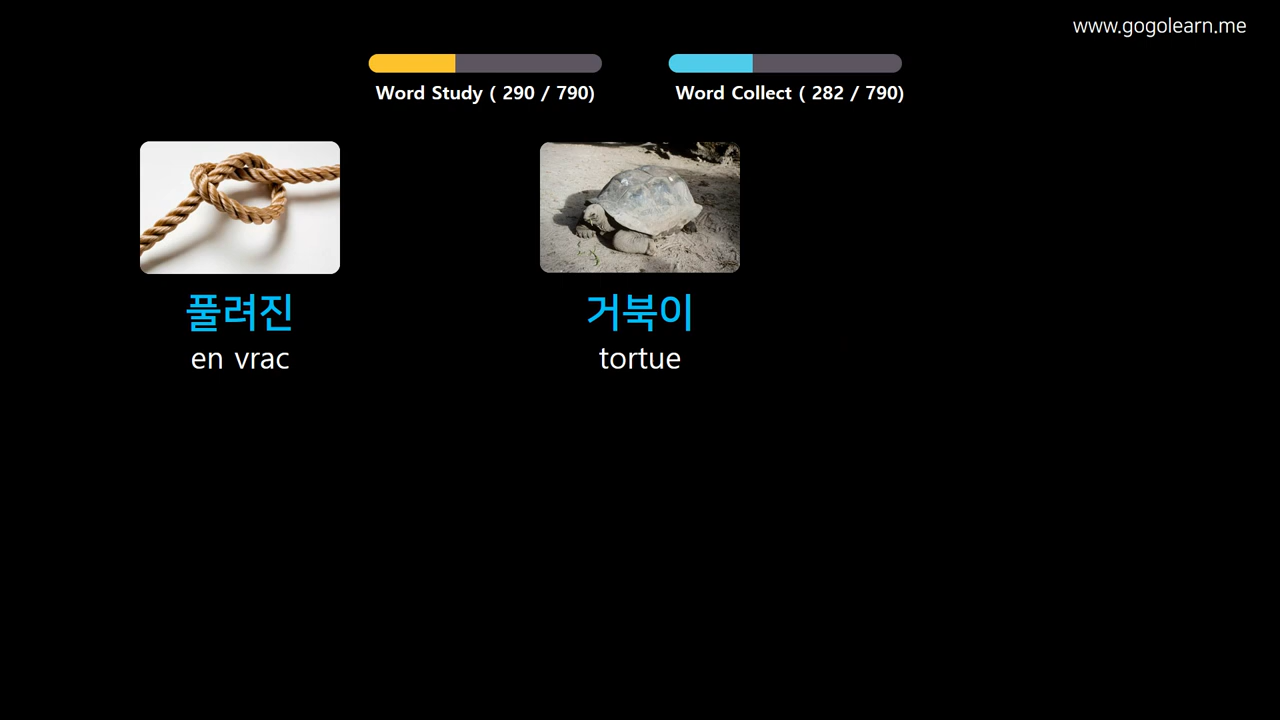 www.gogolearn.me
Word Study ( 290 / 790)
Word Collect ( 282 / 790)
풀려진
en vrac
거북이
tortue